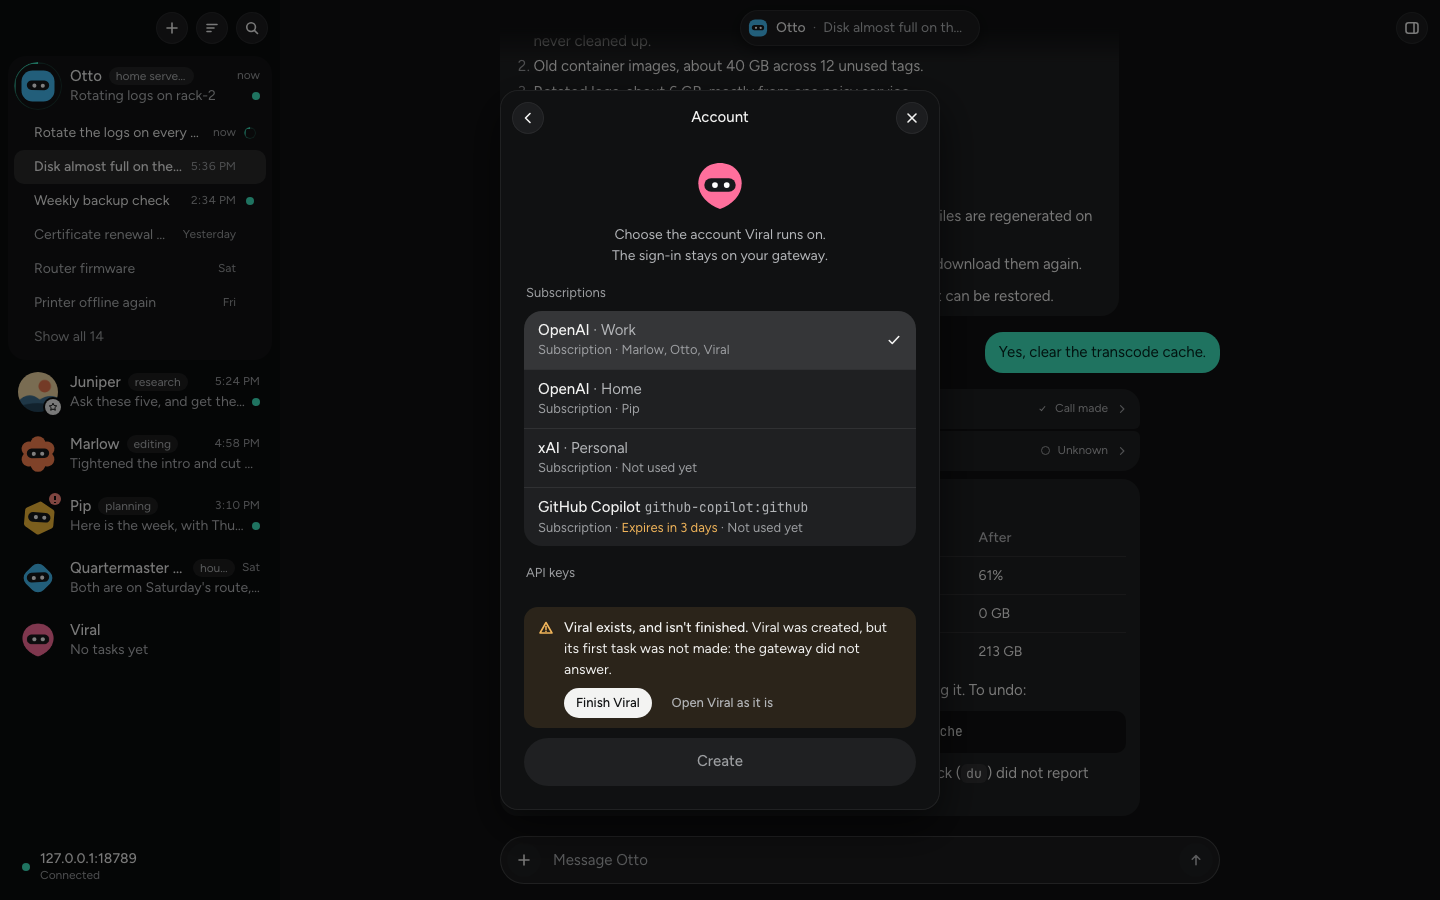 Otto home serve... now
Rotating logs on rack-2
Rotate the logs on every ... now
Disk almost full on the... 5:36 PM
Weekly backup check 2:34 PM
Certificate renewal ... Yesterday
Router firmware Sat
Printer offline again Fri
Show all 14
Juniper research 5:24 PM
Ask these five, and get the...
Marlow editing 4:58 PM
Tightened the intro and cut ...
Pip planning 3:10 PM
Here is the week, with Thu...
Quartermaster ... hou... Sat
Both are on Saturday's route,...
Viral
No tasks yet
127.0.0.1:18789
Connected
Otto · Disk almost full on th...
never cleaned up.
2. Old container images, about 40 GB across 12 unused tags.
Account
Choose the account Viral runs on.
The sign-in stays on your gateway.
Subscriptions
OpenAI · Work
Subscription · Marlow, Otto, Viral
OpenAI · Home
Subscription · Pip
xAI · Personal
Subscription · Not used yet
GitHub Copilot github-copilot:github
Subscription · Expires in 3 days · Not used yet
API keys
Viral exists, and isn't finished. Viral was created, but
its first task was not made: the gateway did not
answer.
Finish Viral Open Viral as it is
Create
iles are regenerated on
download them again.
can be restored.
Yes, clear the transcode cache.
Call made
Unknown
After
61%
0 GB
213 GB
g it. To undo:
che
ck ( du ) did not report
Message Otto